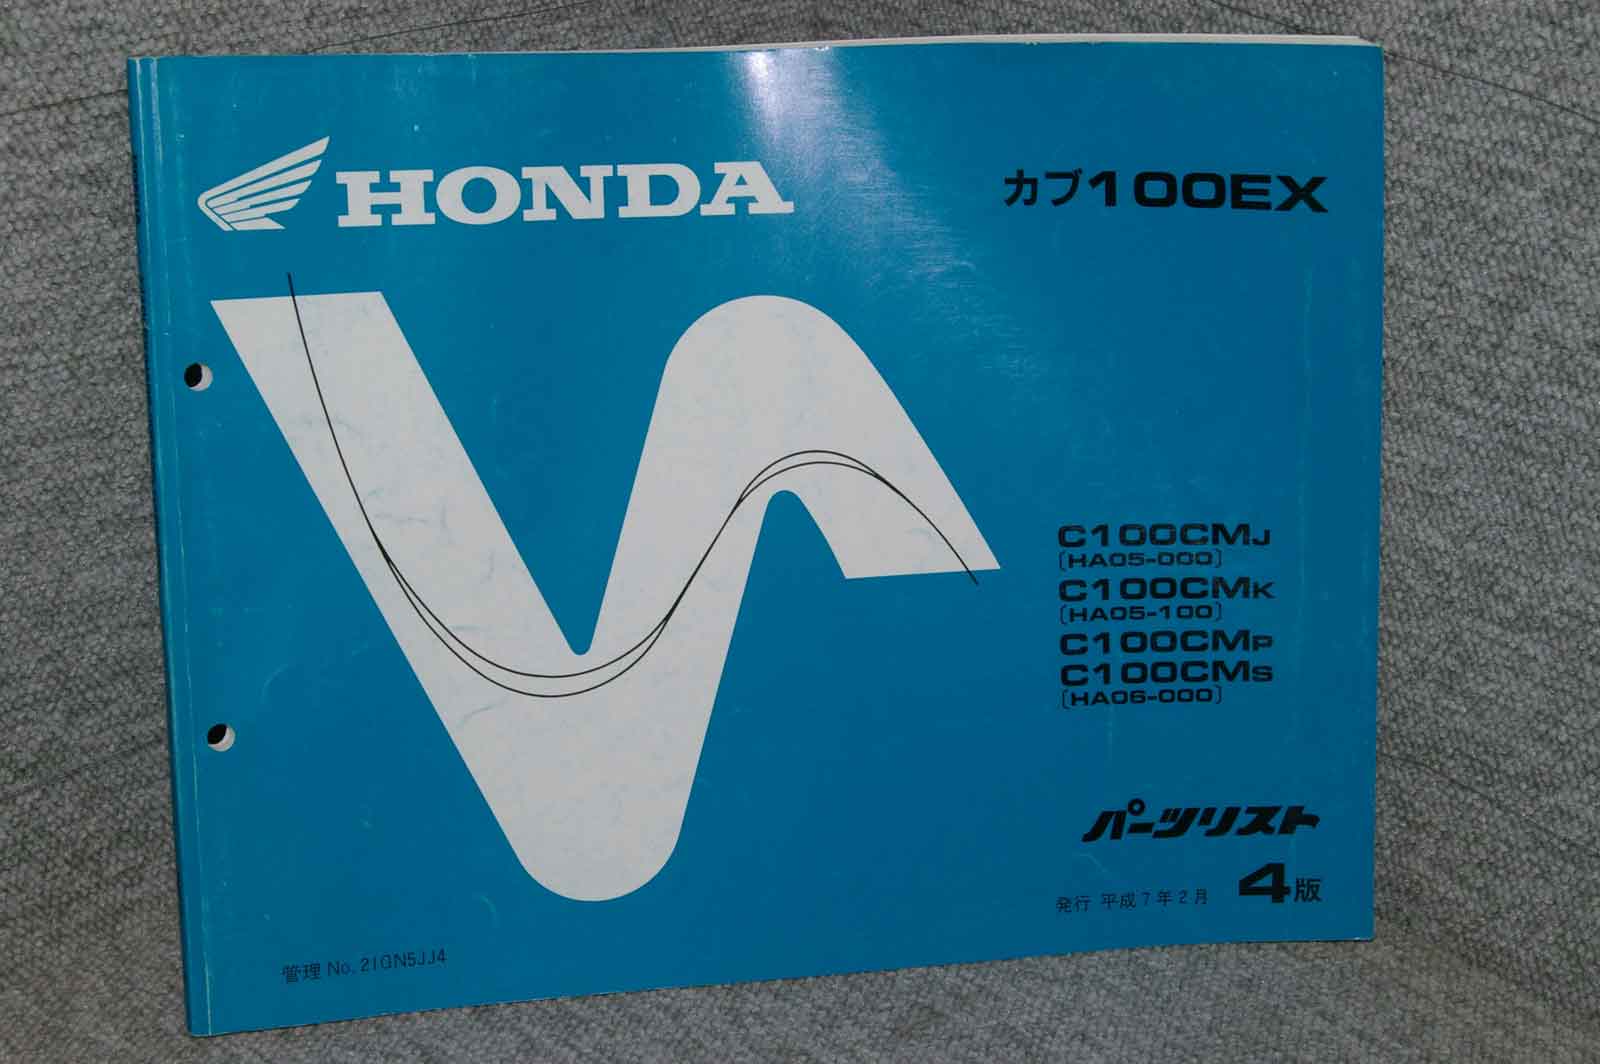 HONDA
カブ100EX
C100CMJ
〔HA05-000〕
C100CMK
〔HA05-100〕
C100CMP
C100CMS
〔HA06-000〕
パーツリスト
発行 平成7年2月 4版
管理 No.21GN5JJ4